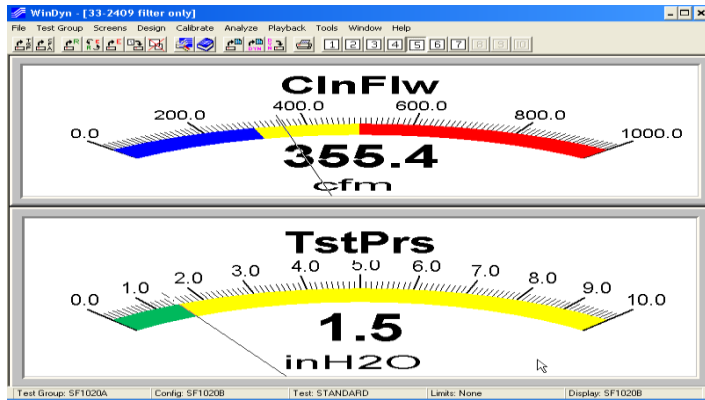 WinDyn - [33-2409 filter only]
File Test Group Screens Design Calibrate Analyze Playback Tools Window Help
1 2 3 4 5 6 7 8 9 10
ClnFlw
0.0 200.0 400.0 600.0 800.0 1000.0
355.4
cfm
TstPrs
0.0 1.0 2.0 3.0 4.0 5.0 6.0 7.0 8.0 9.0 10.0
1.5
inH2O
Test Group: SF1020A Config: SF1020B Test: STANDARD Limits: None Display: SF1020B